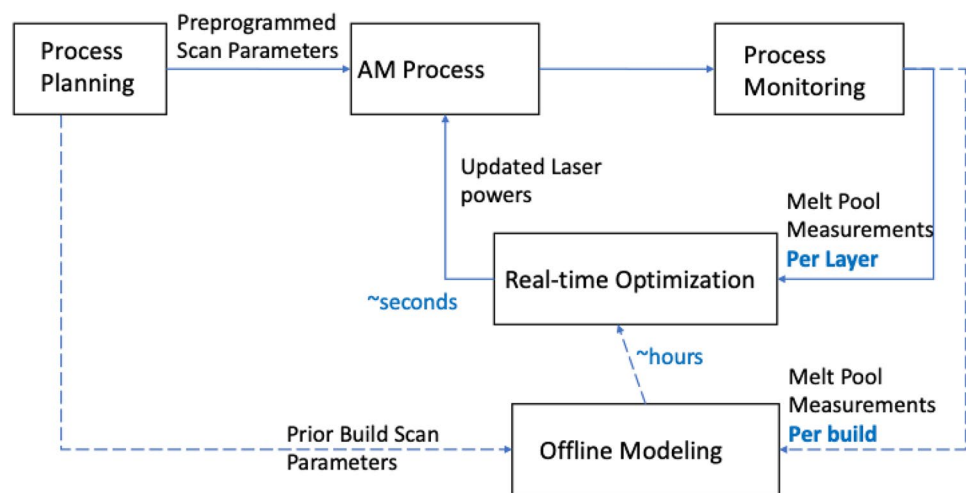 Preprogrammed
Scan Parameters
Process
Planning
AM Process
Process
Monitoring
Updated Laser
powers
Melt Pool
Measurements
Per Layer
Real-time Optimization
~seconds
~hours
Melt Pool
Measurements
Per build
Prior Build Scan
Parameters
Offline Modeling